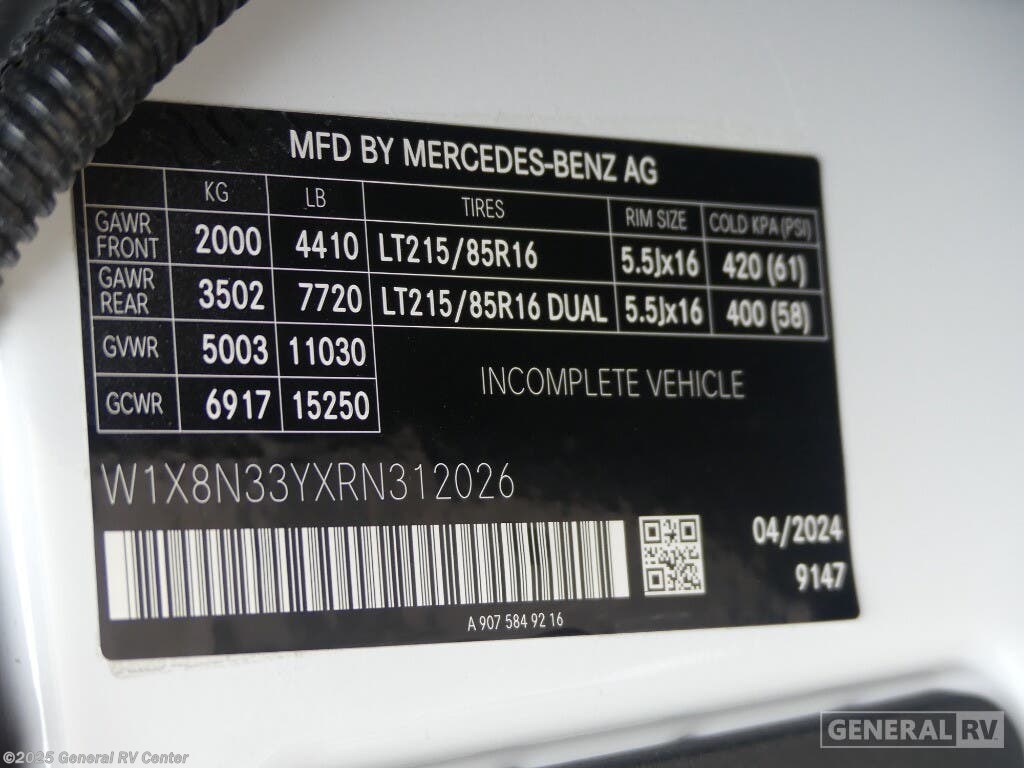 MFD BY MERCEDES-BENZ AG
KG LB TIRES RIM SIZE COLD KPA (PSI)
GAWR FRONT 2000 4410 LT215/85R16 5.5Jx16 420 (61)
GAWR REAR 3502 7720 LT215/85R16 DUAL 5.5Jx16 400 (58)
GVWR 5003 11030
INCOMPLETE VEHICLE
GCWR 6917 15250
W1X8N33YXRN312026
04/2024
9147
A 907 584 92 16
GENERAL RV
©2025 General RV Center